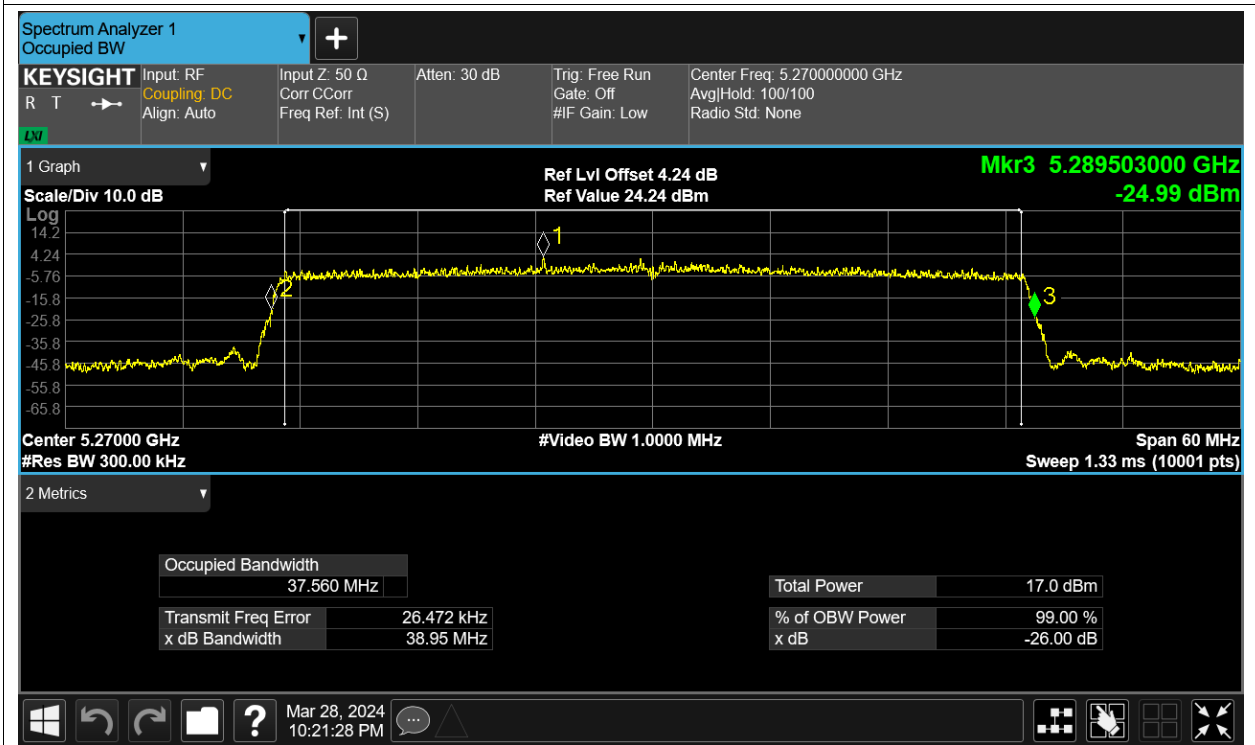 Spectrum Analyzer 1
Occupied BW
KEYSIGHT
R T
LXI
Input: RF
Coupling: DC
Align: Auto
Input Z: 50 Ω
Corr CCorr
Freq Ref: Int (S)
Atten: 30 dB
Trig: Free Run
Gate: Off
#IF Gain: Low
Center Freq: 5.270000000 GHz
Avg|Hold: 100/100
Radio Std: None
1 Graph
Scale/Div 10.0 dB
Ref Lvl Offset 4.24 dB
Ref Value 24.24 dBm
Mkr3 5.289503000 GHz
-24.99 dBm
Log
14.2
4.24
-5.76
-15.8
-25.8
-35.8
-45.8
-55.8
-65.8
1
2
3
Center 5.27000 GHz
#Res BW 300.00 kHz
#Video BW 1.0000 MHz
Span 60 MHz
Sweep 1.33 ms (10001 pts)
2 Metrics
Occupied Bandwidth
37.560 MHz
Transmit Freq Error 26.472 kHz
x dB Bandwidth 38.95 MHz
Total Power 17.0 dBm
% of OBW Power 99.00 %
x dB -26.00 dB
?
Mar 28, 2024
10:21:28 PM